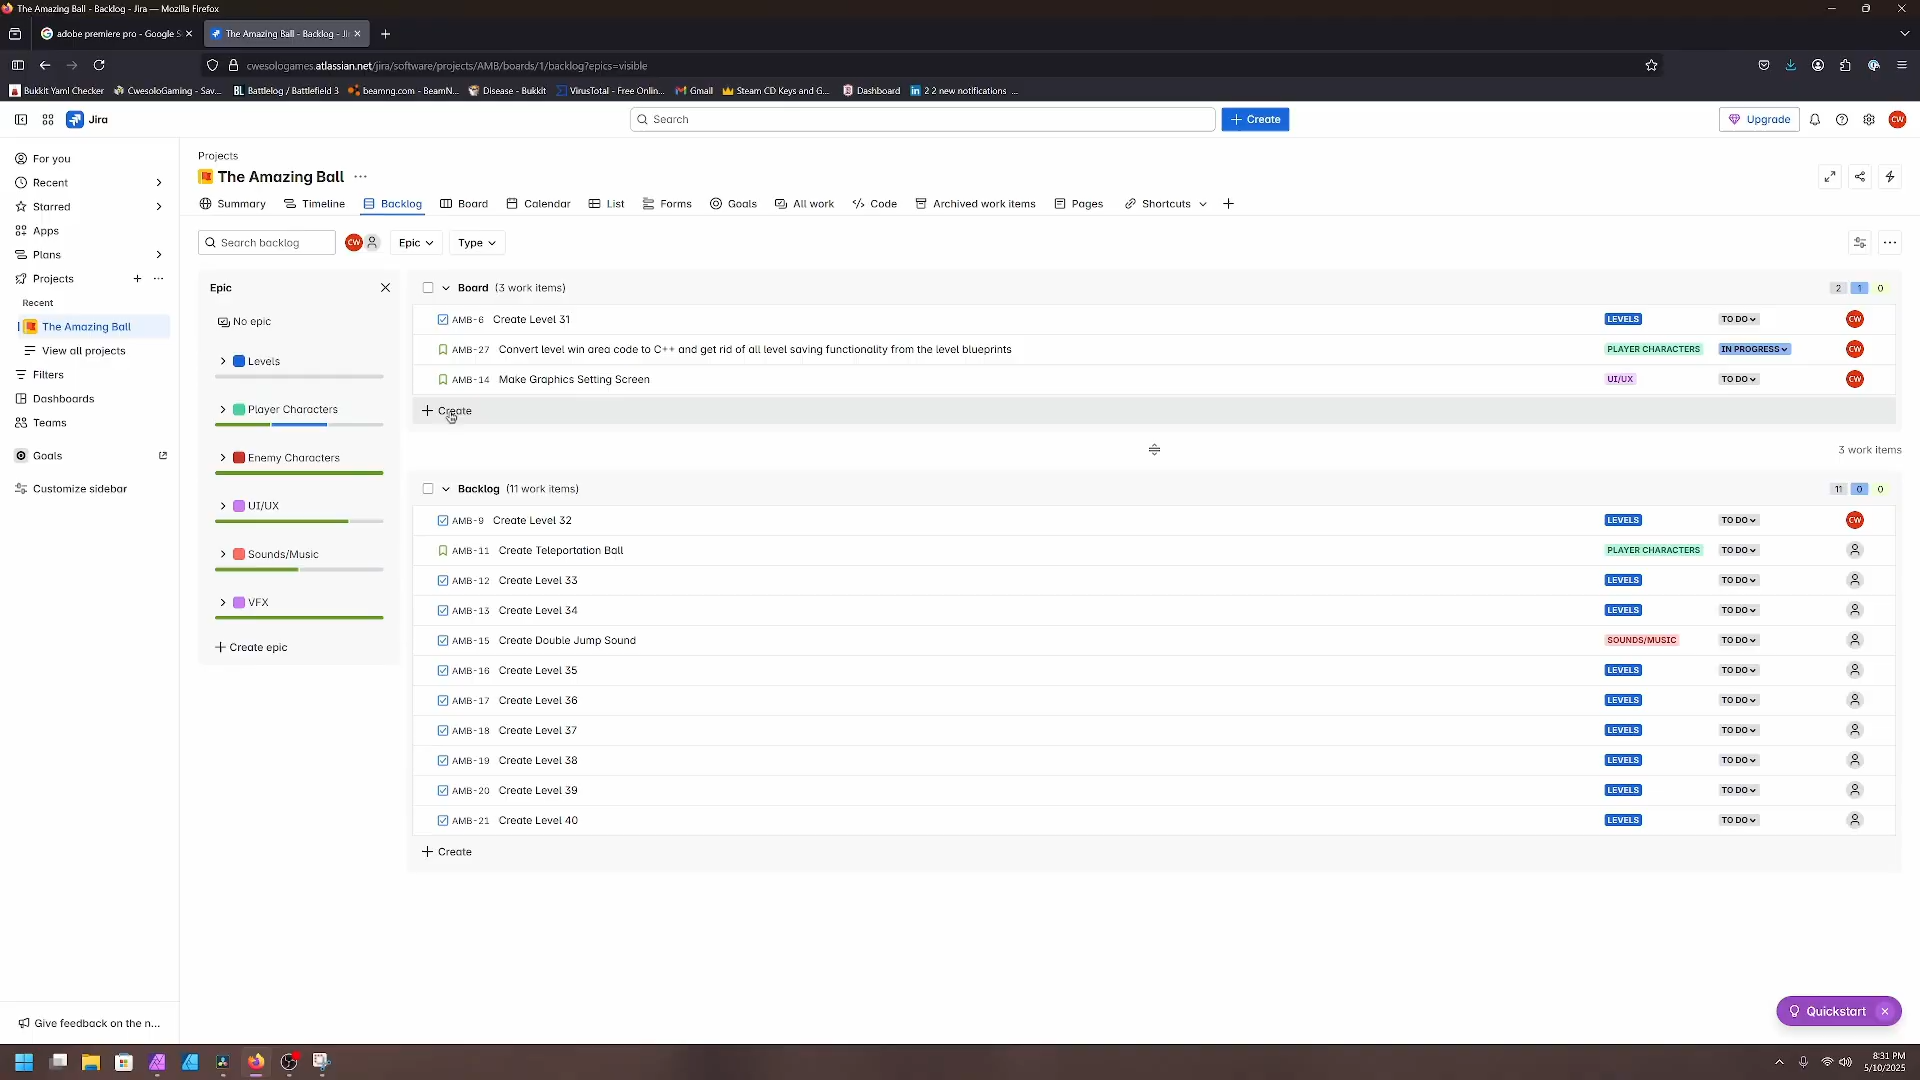 The Amazing Ball - Backlog - Jira — Mozilla Firefox
adobe premiere pro - Google S
The Amazing Ball - Backlog - Ji
cwesologames.atlassian.net/jira/software/projects/AMB/boards/1/backlog?epics=visible
Bukkit Yaml Checker
CwesoloGaming - Sav...
BL Battlelog / Battlefield 3
beamng.com - BeamN...
Disease - Bukkit
VirusTotal - Free Onlin...
Gmail
Steam CD Keys and G...
Dashboard
2 2 new notifications ...
Jira
Search
Create
Upgrade
CW
For you
Recent
Starred
Apps
Plans
Projects
Recent
The Amazing Ball
View all projects
Filters
Dashboards
Teams
Goals
Customize sidebar
Give feedback on the n...
Projects
The Amazing Ball
Summary
Timeline
Backlog
Board
Calendar
List
Forms
Goals
All work
Code
Archived work items
Pages
Shortcuts
Search backlog
CW
Epic
Type
Epic
No epic
Levels
Player Characters
Enemy Characters
UI/UX
Sounds/Music
VFX
Create epic
Board (3 work items) 2 1 0
AMB-6 Create Level 31 LEVELS TO DO CW
AMB-27 Convert level win area code to C++ and get rid of all level saving functionality from the level blueprints PLAYER CHARACTERS IN PROGRESS CW
AMB-14 Make Graphics Setting Screen UI/UX TO DO CW
Create
3 work items
Backlog (11 work items) 11 0 0
AMB-9 Create Level 32 LEVELS TO DO CW
AMB-11 Create Teleportation Ball PLAYER CHARACTERS TO DO
AMB-12 Create Level 33 LEVELS TO DO
AMB-13 Create Level 34 LEVELS TO DO
AMB-15 Create Double Jump Sound SOUNDS/MUSIC TO DO
AMB-16 Create Level 35 LEVELS TO DO
AMB-17 Create Level 36 LEVELS TO DO
AMB-18 Create Level 37 LEVELS TO DO
AMB-19 Create Level 38 LEVELS TO DO
AMB-20 Create Level 39 LEVELS TO DO
AMB-21 Create Level 40 LEVELS TO DO
Create
Quickstart
8:31 PM
5/10/2025